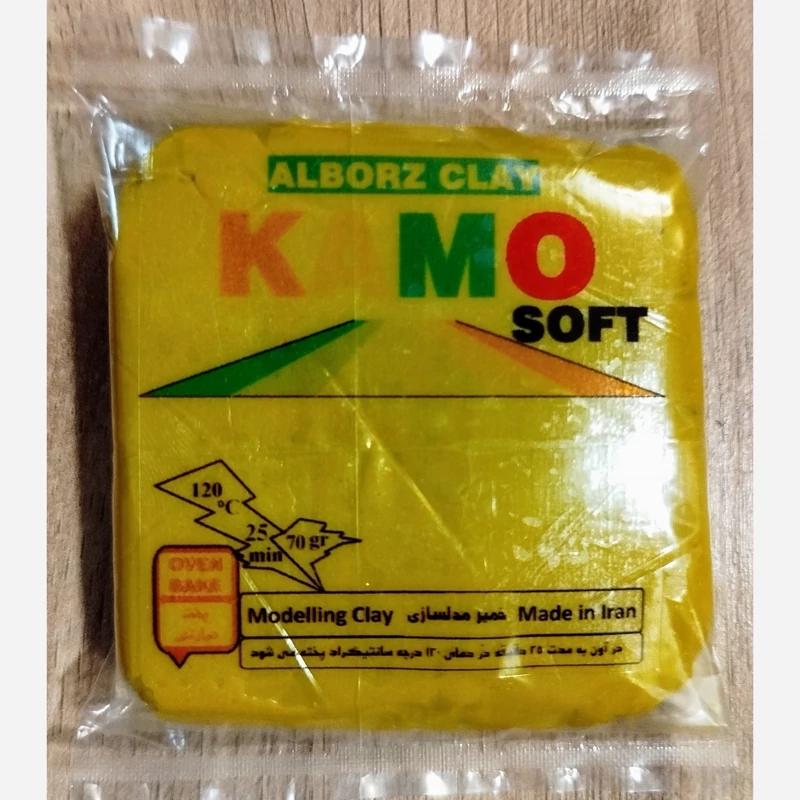 ALBORZ CLAY
KAMO
SOFT
120
°C
25
min
70 gr
OVEN
BAKE
پخت
Modelling Clay خمیر مدلسازی Made in Iran
در آون به مدت ۲۵ دقیقه در دمای ۱۲۰ درجه سانتیگراد پخته می شود